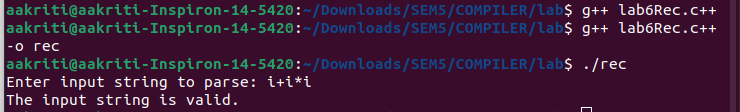 aakriti@aakriti-Inspiron-14-5420:~/Downloads/SEM5/COMPILER/lab$ g++ lab6Rec.c++
aakriti@aakriti-Inspiron-14-5420:~/Downloads/SEM5/COMPILER/lab$ g++ lab6Rec.c++
-o rec
aakriti@aakriti-Inspiron-14-5420:~/Downloads/SEM5/COMPILER/lab$ ./rec
Enter input string to parse: i+i*i
The input string is valid.